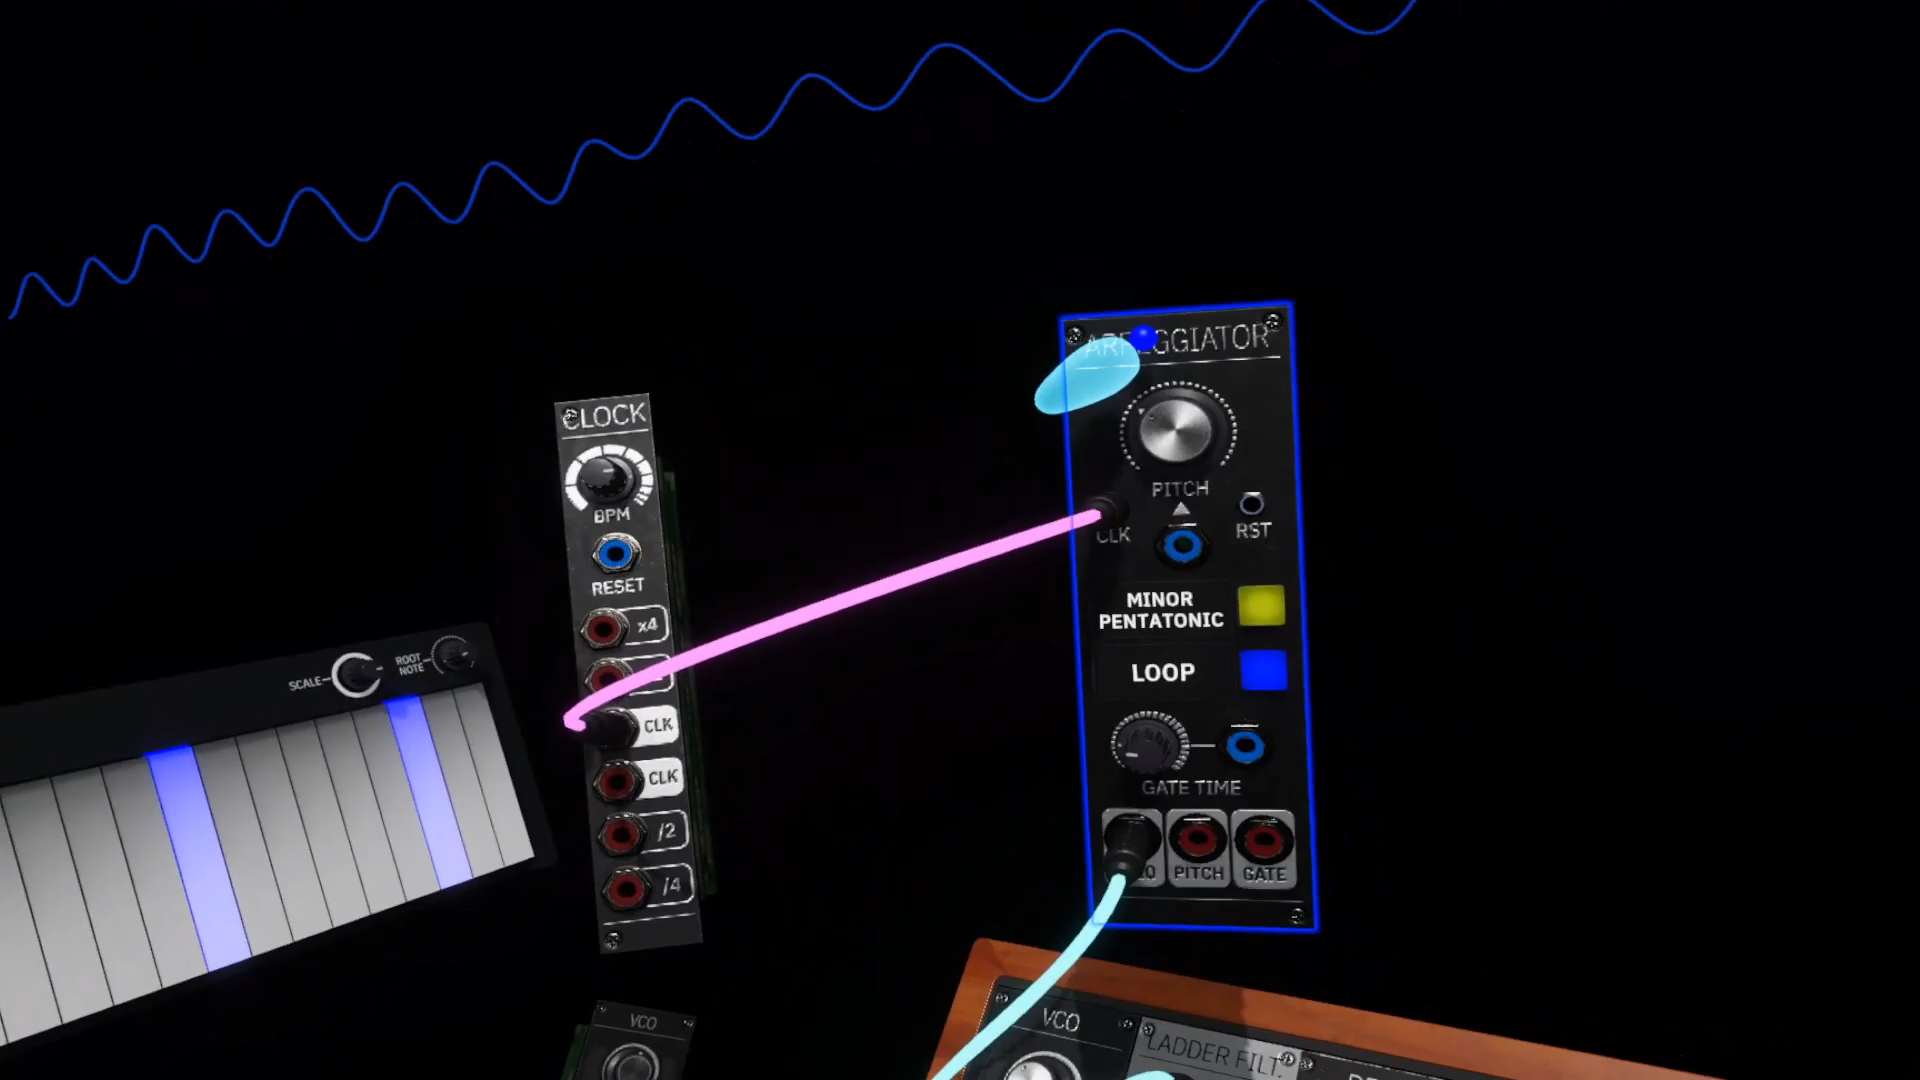 ARPEGGIATOR
CLOCK
BPM
RESET
x4
CLK
CLK
/2
/4
SCALE
ROOT
NOTE
PITCH
CLK
RST
MINOR
PENTATONIC
LOOP
GATE TIME
PITCH
GATE
VCO
VCO
LADDER FILT.